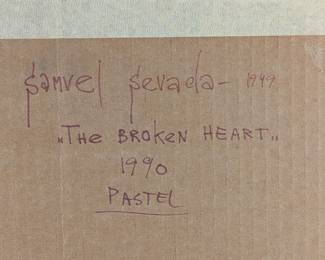 Samvel Sevada - 1949
„The BROKEN HEART„
1990
PASTEL